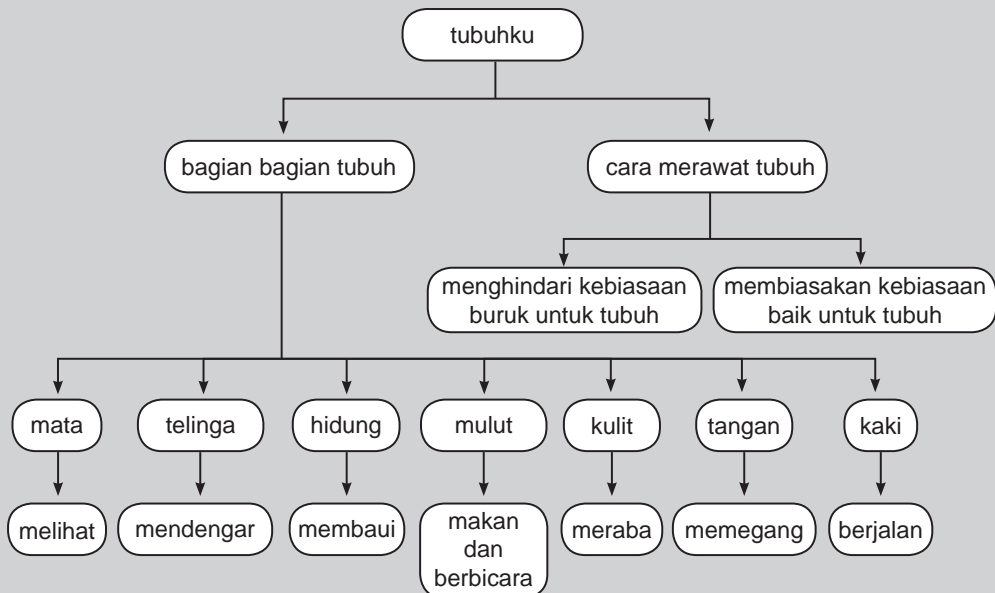 tubuhku
bagian bagian tubuh
cara merawat tubuh
menghindari kebiasaan
buruk untuk tubuh
membiasakan kebiasaan
baik untuk tubuh
mata
telinga
hidung
mulut
kulit
tangan
kaki
melihat
mendengar
membaui
makan
dan
berbicara
meraba
memegang
berjalan